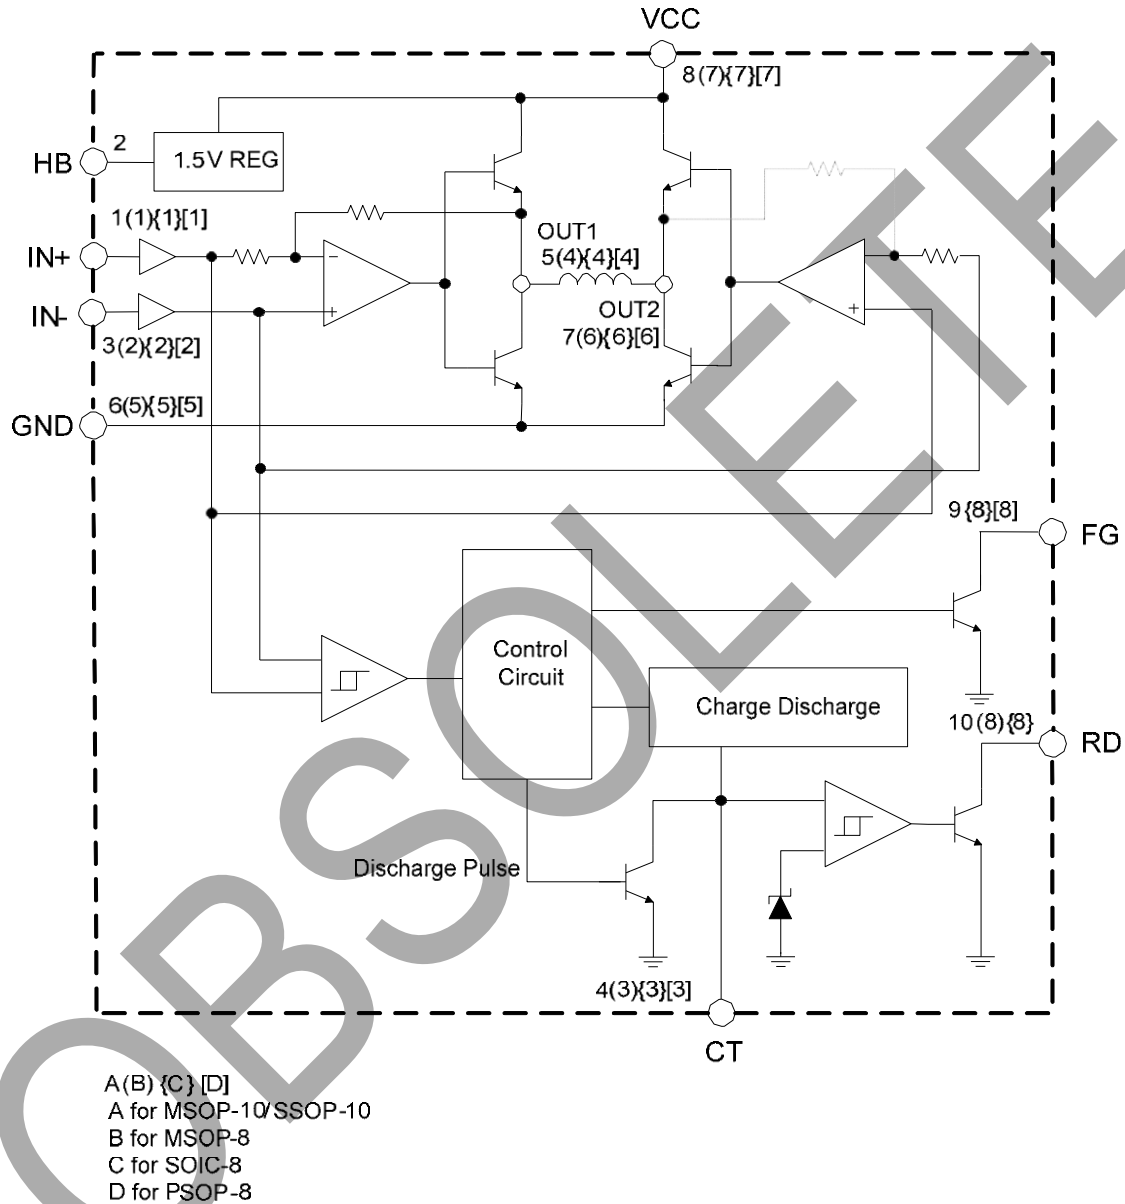 VCC
8(7){7}[7]
HB
2
1.5V REG
1(1){1}[1]
IN+
OUT1
5(4){4}[4]
IN-
OUT2
7(6){6}[6]
3(2){2}[2]
6(5){5}[5]
GND
9{8}[8]
FG
Control
Circuit
Charge Discharge
10(8){8}
RD
Discharge Pulse
4(3){3}[3]
CT
A(B) {C} [D]
A for MSOP-10/SSOP-10
B for MSOP-8
C for SOIC-8
D for PSOP-8
OBSOLETE